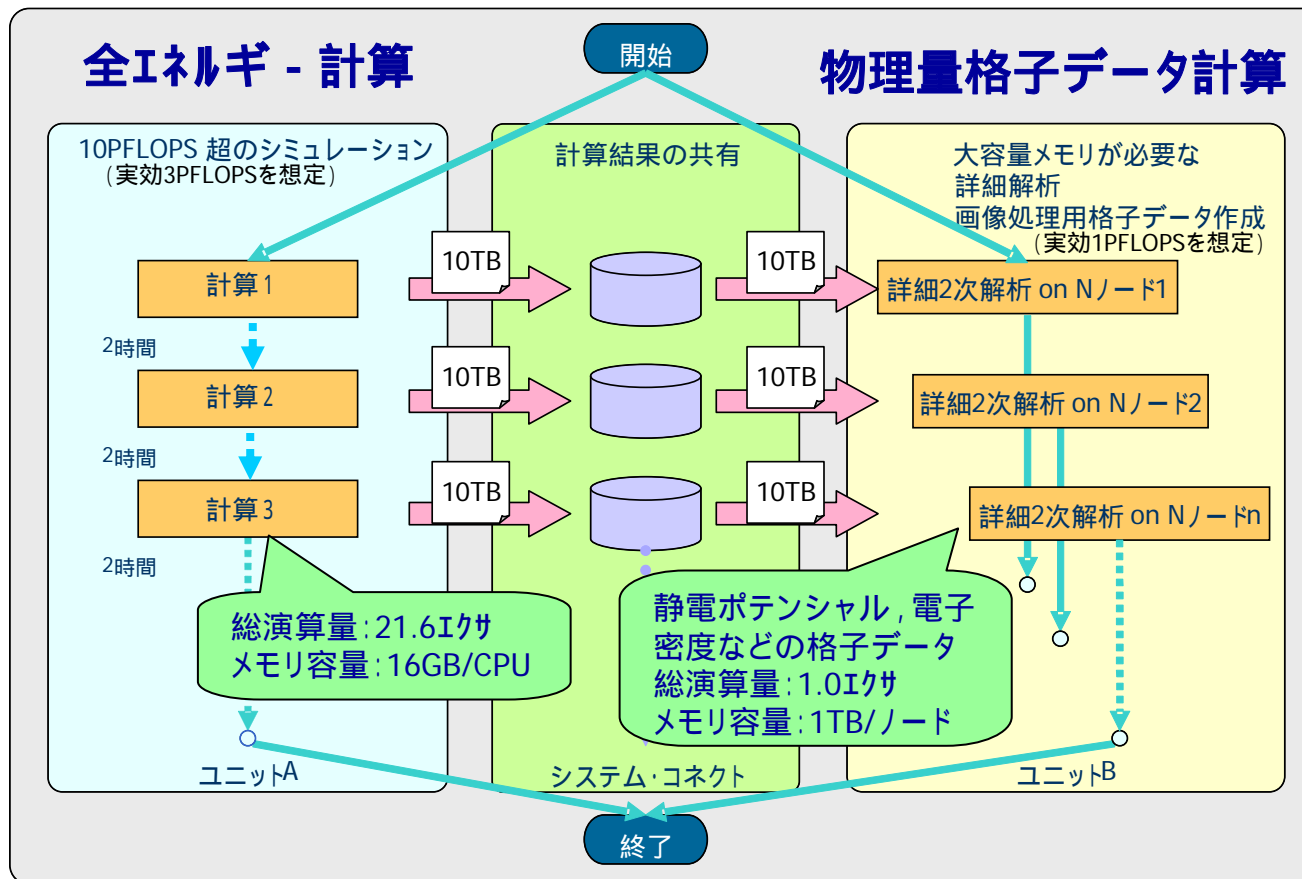 開始
全エネルギ - 計算
物理量格子データ計算
10PFLOPS 超のシミュレーション
(実効3PFLOPSを想定)
計算1
2時間
計算2
2時間
計算3
2時間
総演算量:21.6エクサ
メモリ容量:16GB/CPU
ユニットA
計算結果の共有
10TB
10TB
10TB
10TB
10TB
10TB
システム・コネクト
大容量メモリが必要な
詳細解析
画像処理用格子データ作成
(実効1PFLOPSを想定)
詳細2次解析 on Nノード1
詳細2次解析 on Nノード2
詳細2次解析 on Nノードn
静電ポテンシャル,電子
密度などの格子データ
総演算量:1.0エクサ
メモリ容量:1TB/ノード
ユニットB
終了